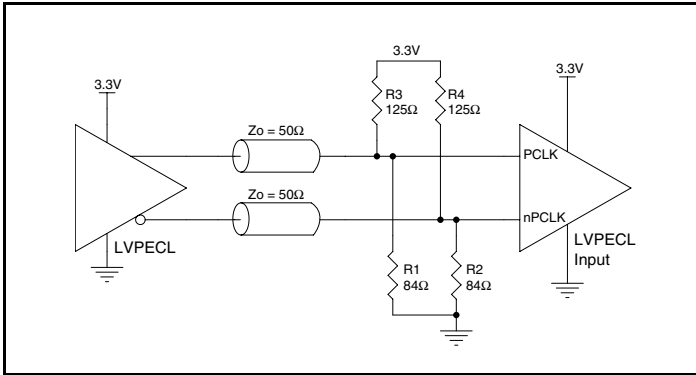 3.3V
3.3V
3.3V
R3
125Ω
R4
125Ω
Zo = 50Ω
PCLK
Zo = 50Ω
nPCLK
LVPECL
LVPECL
Input
R1
84Ω
R2
84Ω